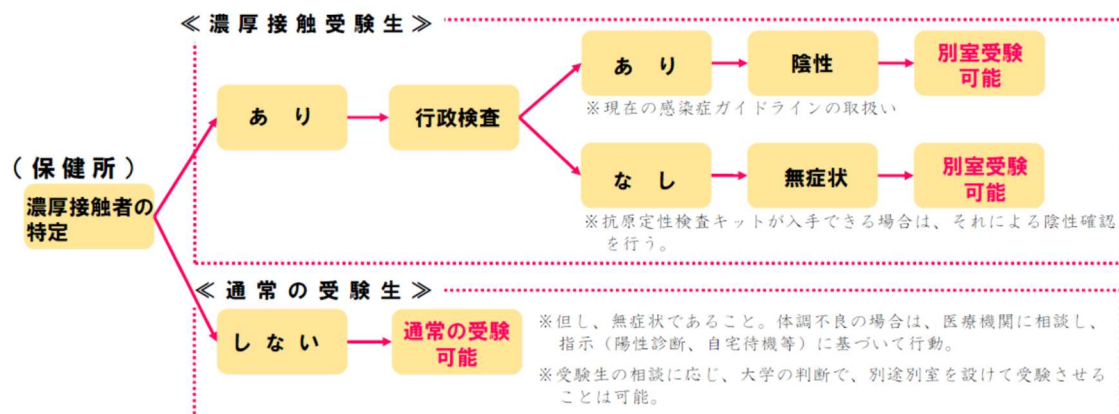 ≪濃厚接触受験生≫
あり
陰性
別室受験
可能
※現在の感染症ガイドラインの取扱い
あり
行政検査
(保健所)
濃厚接触者の
特定
なし
無症状
別室受験
可能
※抗原定性検査キットが入手できる場合は、それによる陰性確認
を行う。
≪通常の受験生≫
しない
通常の受験
可能
※但し、無症状であること。体調不良の場合は、医療機関に相談し、
指示(陽性診断、自宅待機等)に基づいて行動。
※受験生の相談に応じ、大学の判断で、別途別室を設けて受験させる
ことは可能。